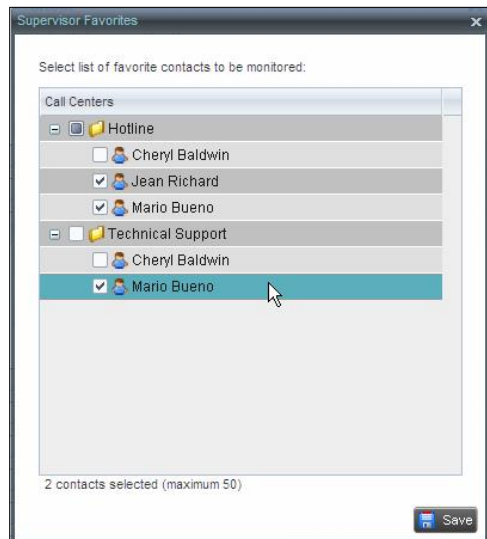 Supervisor Favorites
Select list of favorite contacts to be monitored:
Call Centers
Hotline
Cheryl Baldwin
Jean Richard
Mario Bueno
Technical Support
Cheryl Baldwin
Mario Bueno
2 contacts selected (maximum 50)
Save